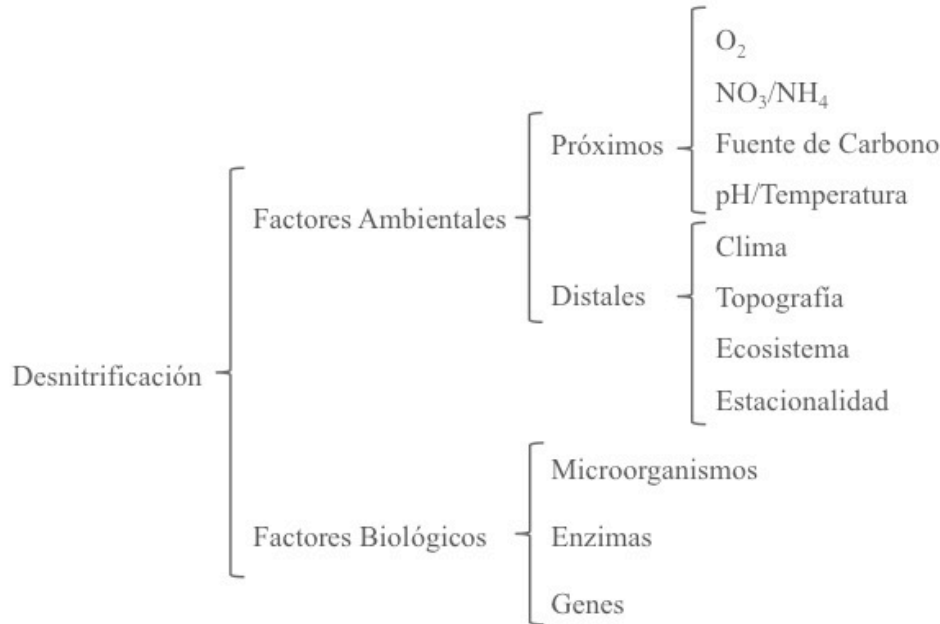 Desnitrificación
Factores Ambientales
Próximos
O₂
NO₃/NH₄
Fuente de Carbono
pH/Temperatura
Distales
Clima
Topografía
Ecosistema
Estacionalidad
Factores Biológicos
Microorganismos
Enzimas
Genes